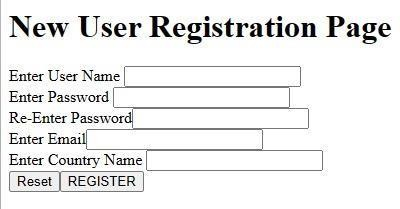 New User Registration Page
Enter User Name
Enter Password
Re-Enter Password
Enter Email
Enter Country Name
Reset REGISTER